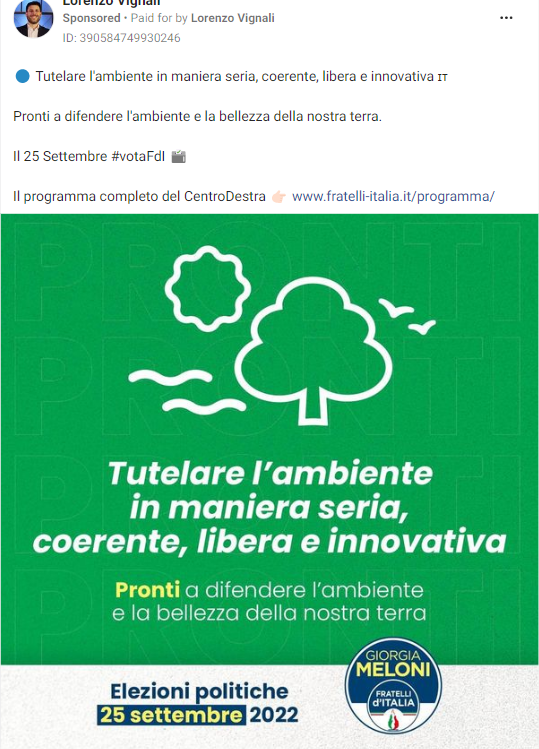 Lorenzo Vignali
Sponsored • Paid for by Lorenzo Vignali
ID: 390584749930246
🔵 Tutelare l'ambiente in maniera seria, coerente, libera e innovativa IT
Pronti a difendere l'ambiente e la bellezza della nostra terra.
Il 25 Settembre #votaFdI 🗳
Il programma completo del CentroDestra 👉🏻 www.fratelli-italia.it/programma/
PRONTI
PRONTI
PRONTI
Tutelare l'ambiente
in maniera seria,
coerente, libera e innovativa
Pronti a difendere l'ambiente
e la bellezza della nostra terra
Elezioni politiche
25 settembre 2022
GIORGIA
MELONI
FRATELLI
d'ITALIA